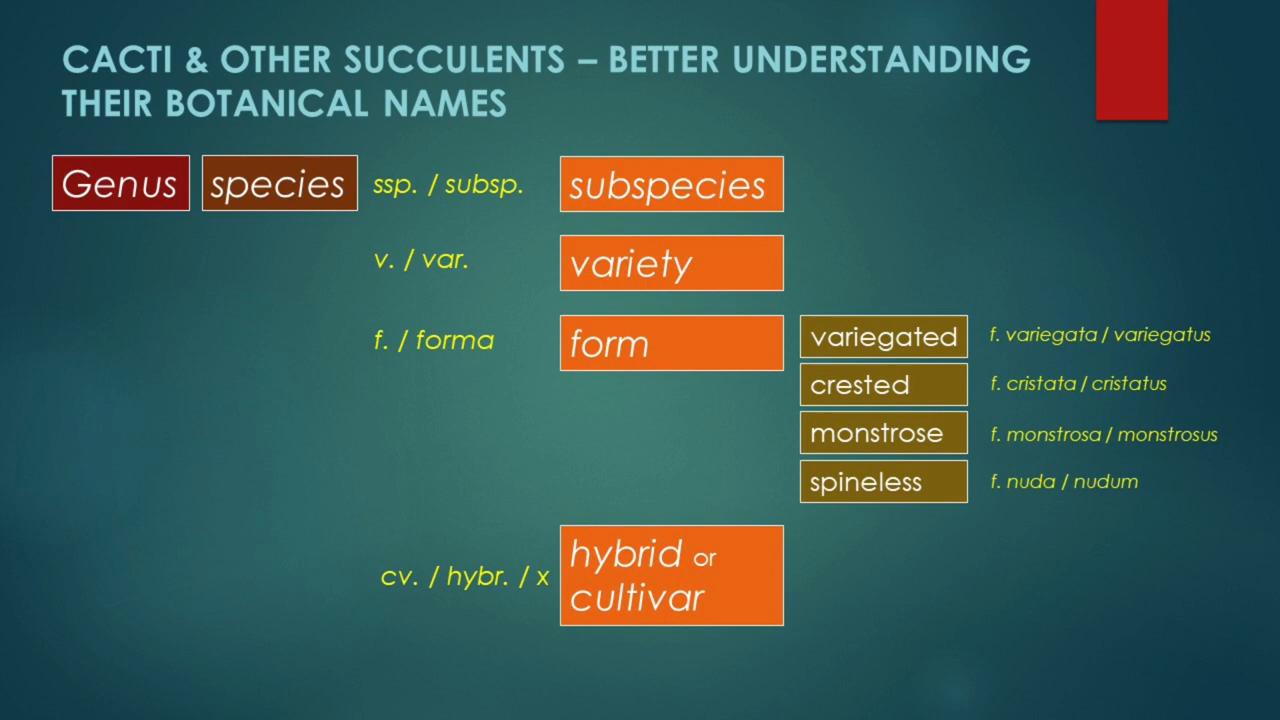 CACTI & OTHER SUCCULENTS – BETTER UNDERSTANDING
THEIR BOTANICAL NAMES
Genus species ssp. / subsp. subspecies
v. / var. variety
f. / forma form
variegated f. variegata / variegatus
crested f. cristata / cristatus
monstrose f. monstrosa / monstrosus
spineless f. nuda / nudum
cv. / hybr. / x hybrid or
cultivar